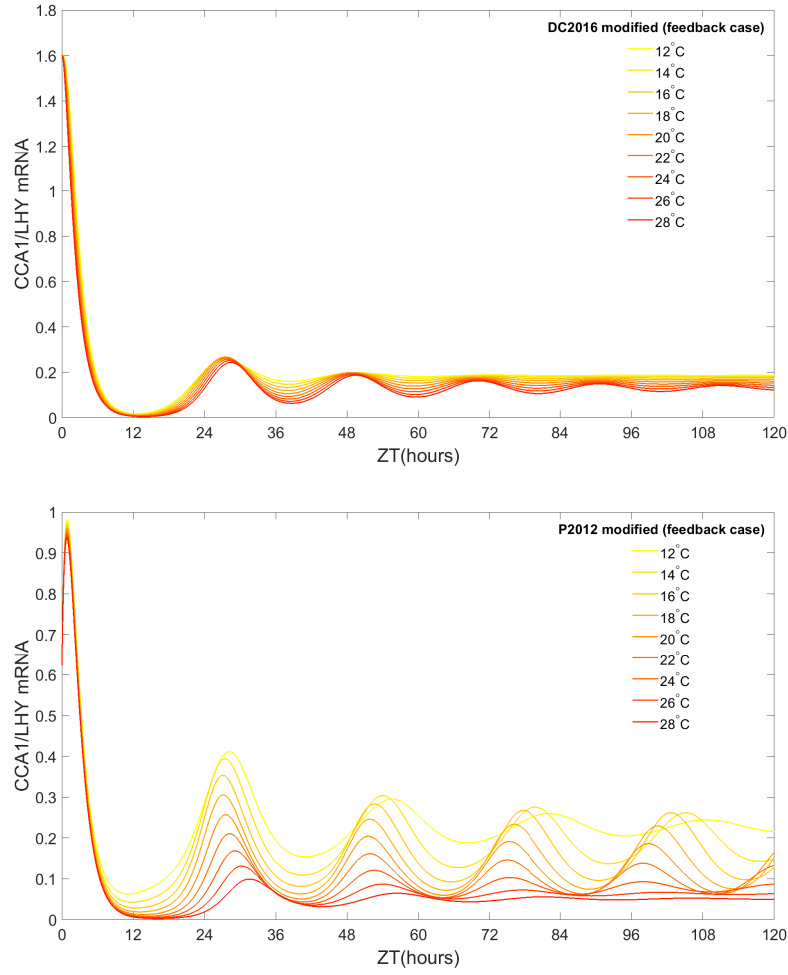 DC2016 modified (feedback case)
12°C
14°C
16°C
18°C
20°C
22°C
24°C
26°C
28°C
1.8
1.6
1.4
1.2
1
0.8
0.6
0.4
0.2
0
CCA1/LHY mRNA
0 12 24 36 48 60 72 84 96 108 120
ZT(hours)
P2012 modified (feedback case)
12°C
14°C
16°C
18°C
20°C
22°C
24°C
26°C
28°C
1
0.9
0.8
0.7
0.6
0.5
0.4
0.3
0.2
0.1
0
CCA1/LHY mRNA
0 12 24 36 48 60 72 84 96 108 120
ZT(hours)